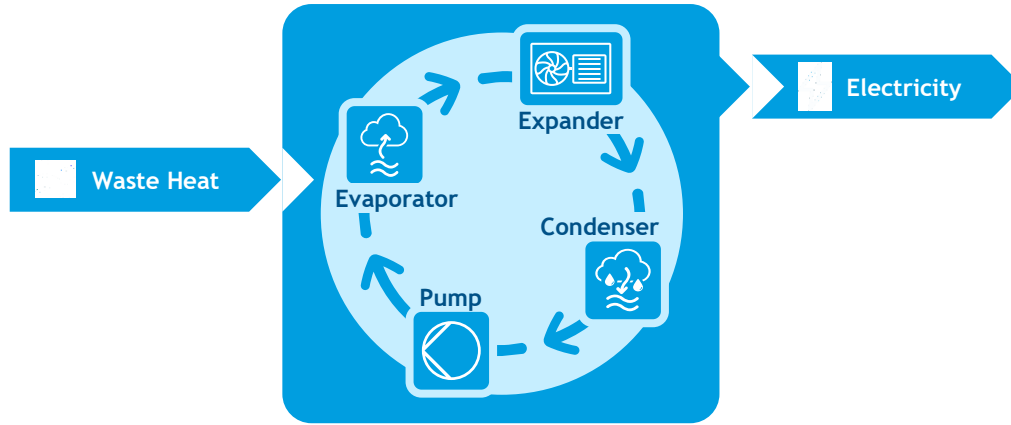 Expander
Electricity
Waste Heat
Evaporator
Condenser
Pump